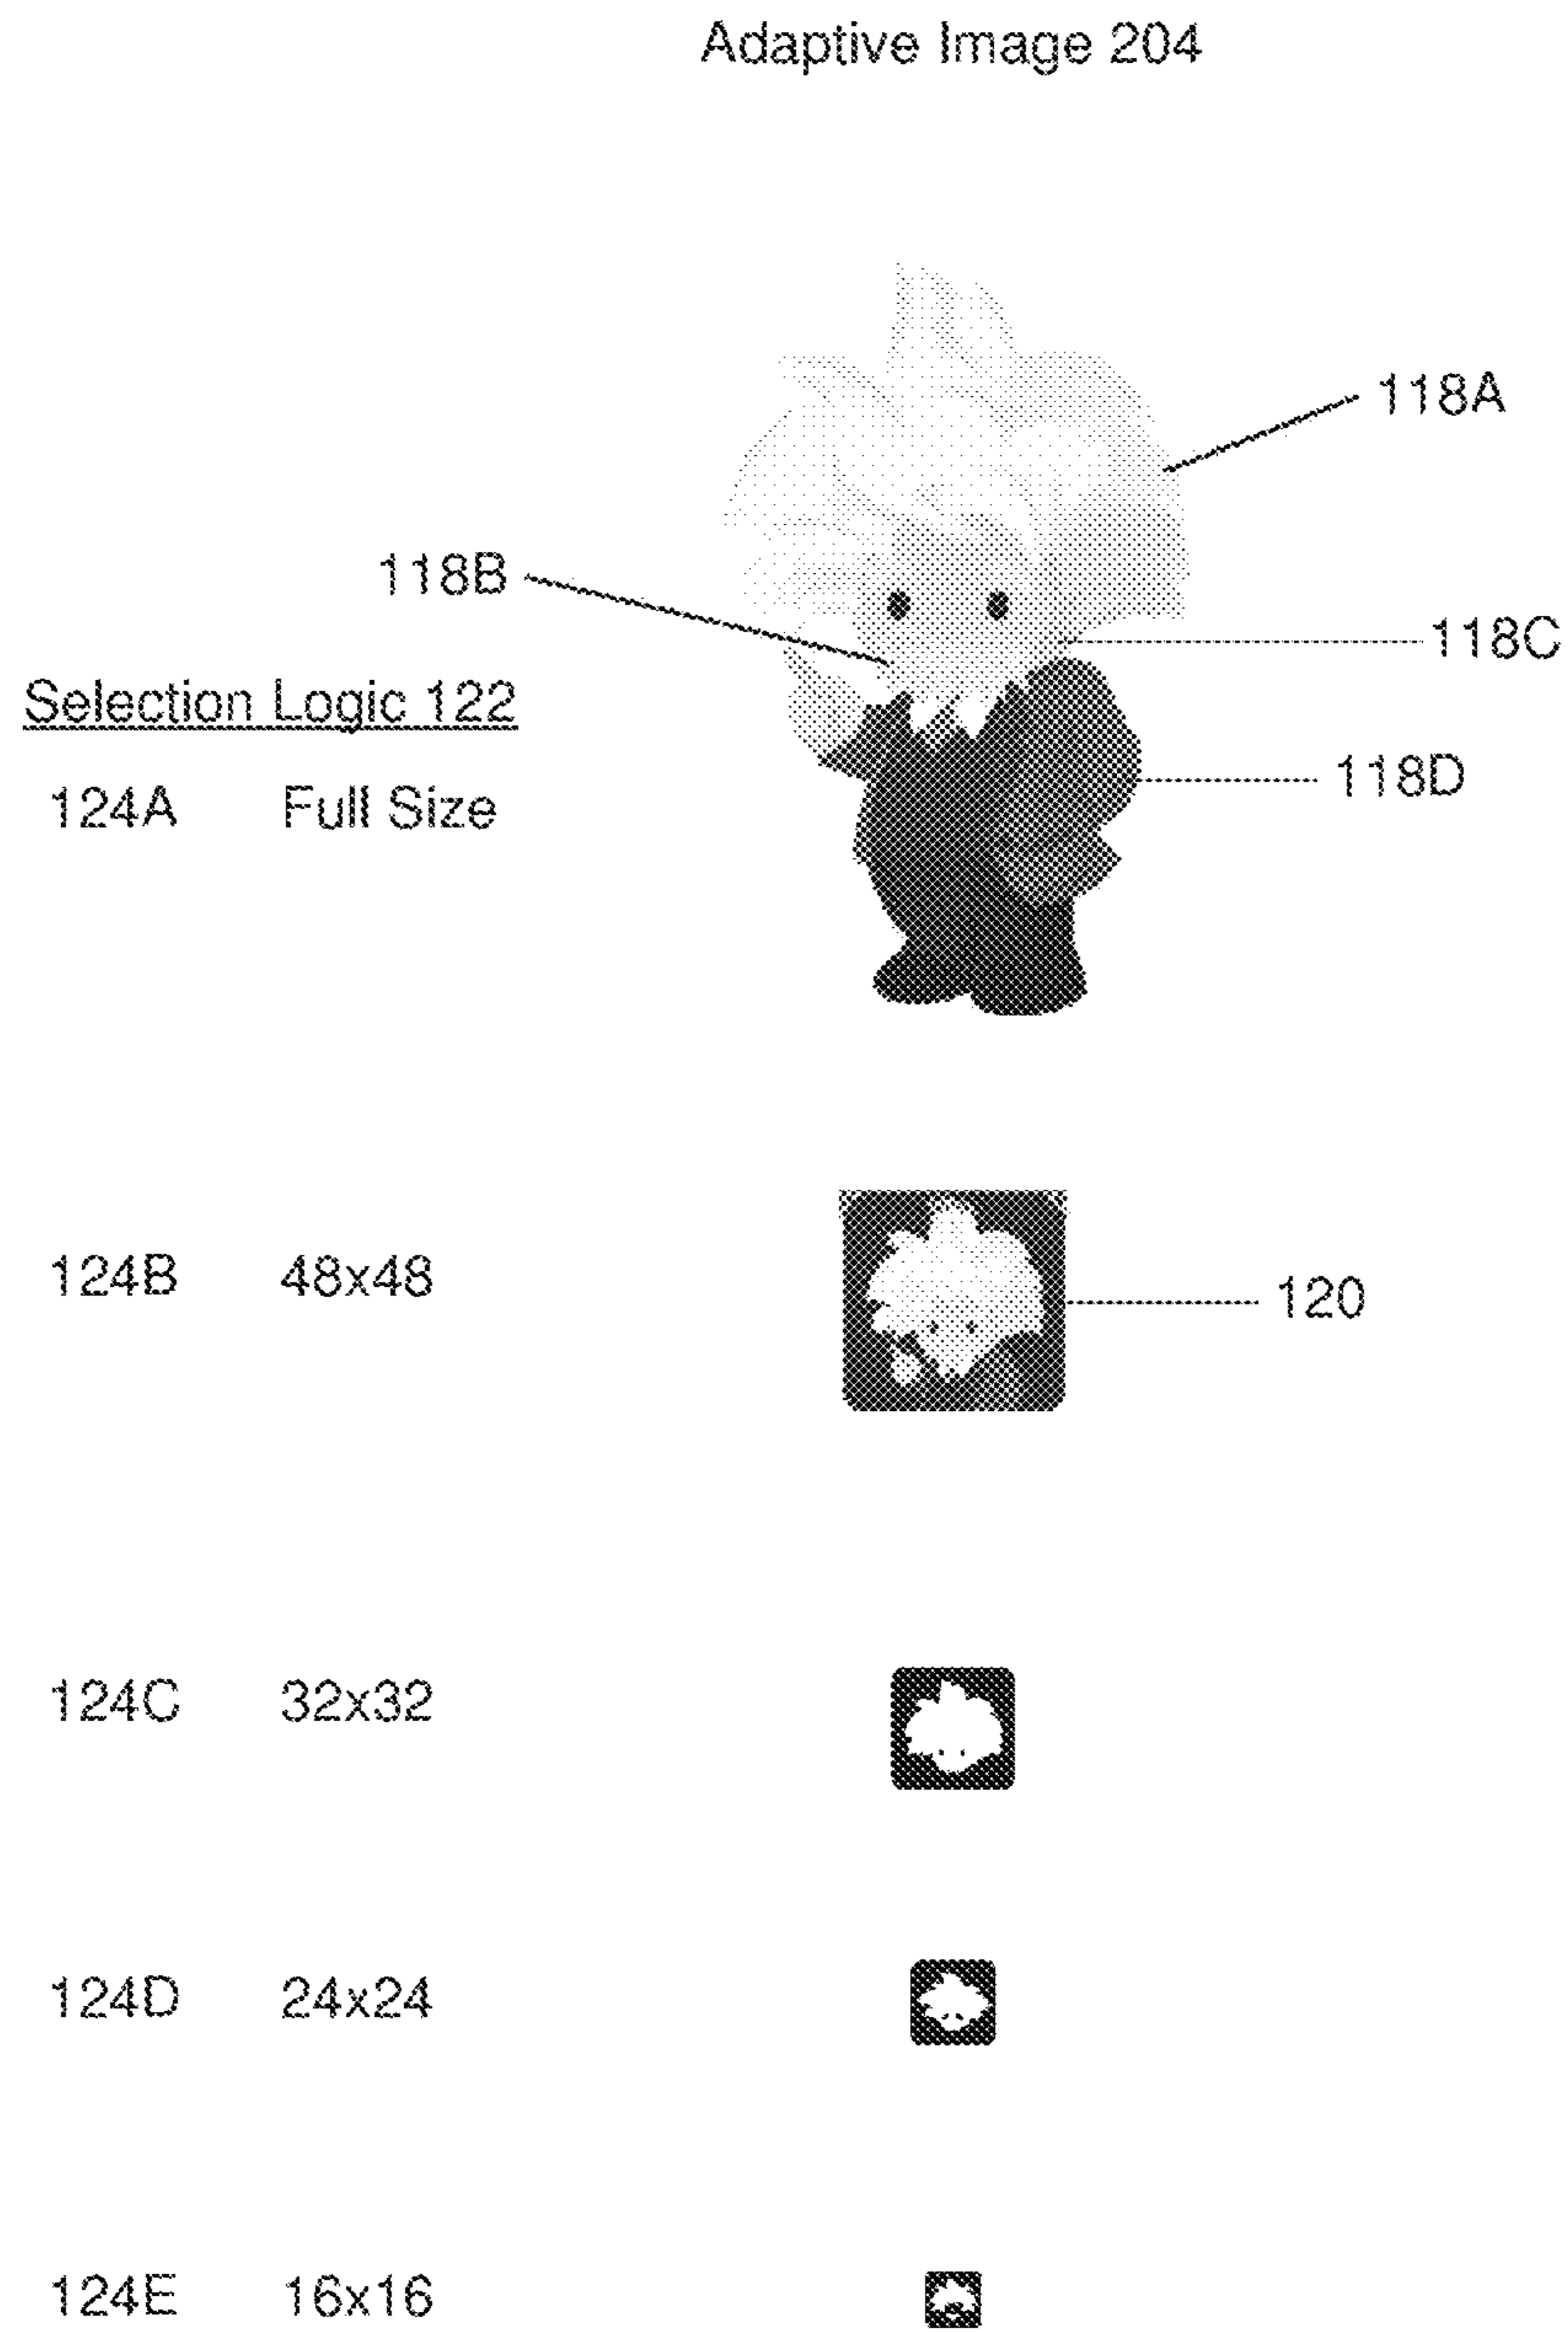 Adaptive Image 204
118A
118B
118C
Selection Logic 122
118D
124A Full Size
124B 48x48
120
124C 32x32
124D 24x24
124E 16x16